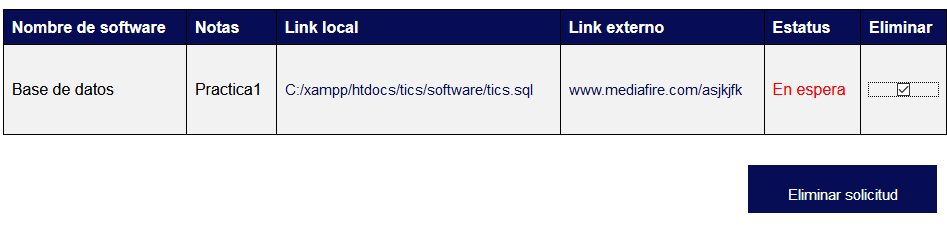 Nombre de software Notas Link local Link externo Estatus Eliminar
Base de datos Practica1 C:/xampp/htdocs/tics/software/tics.sql www.mediafire.com/asjkjfk En espera
Eliminar solicitud